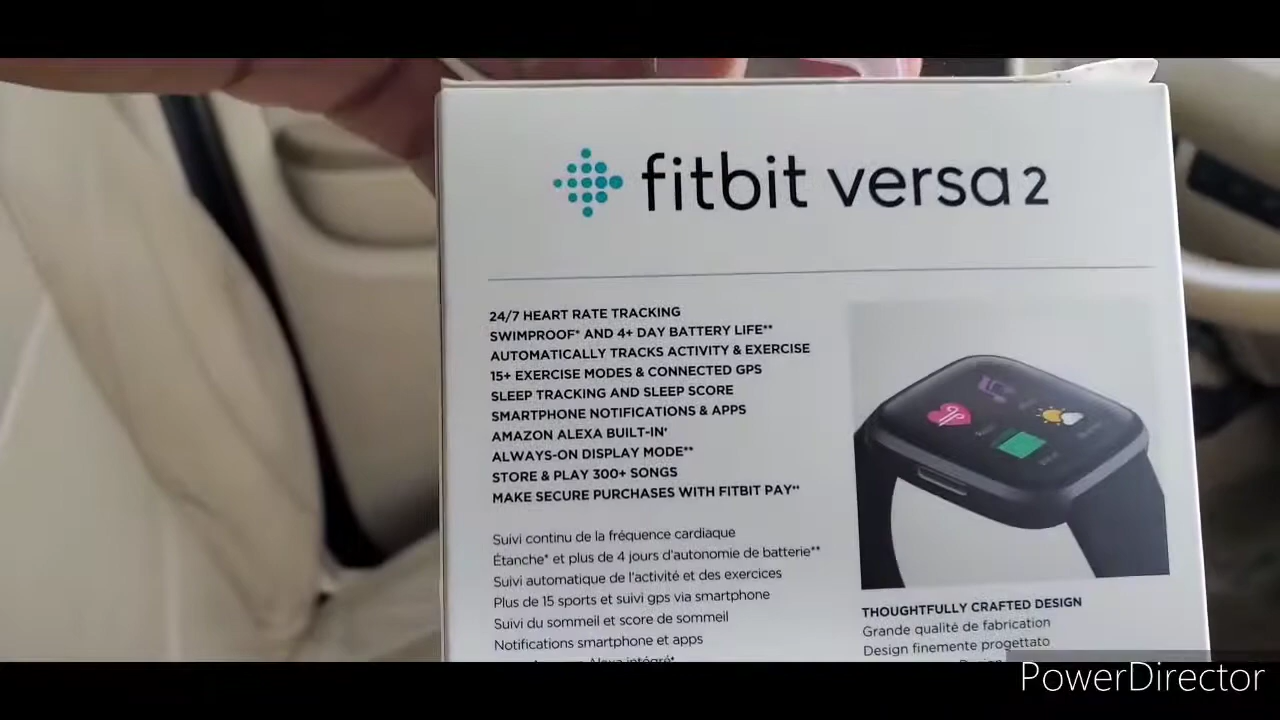 fitbit versa 2
24/7 HEART RATE TRACKING
SWIMPROOF* AND 4+ DAY BATTERY LIFE**
AUTOMATICALLY TRACKS ACTIVITY & EXERCISE
15+ EXERCISE MODES & CONNECTED GPS
SLEEP TRACKING AND SLEEP SCORE
SMARTPHONE NOTIFICATIONS & APPS
AMAZON ALEXA BUILT-IN*
ALWAYS-ON DISPLAY MODE**
STORE & PLAY 300+ SONGS
MAKE SECURE PURCHASES WITH FITBIT PAY**
Suivi continu de la fréquence cardiaque
Étanche* et plus de 4 jours d'autonomie de batterie**
Suivi automatique de l'activité et des exercices
Plus de 15 sports et suivi gps via smartphone
Suivi du sommeil et score de sommeil
Notifications smartphone et apps
Alexa intégré*
THOUGHTFULLY CRAFTED DESIGN
Grande qualité de fabrication
Design finemente progettato
Design
PowerDirector